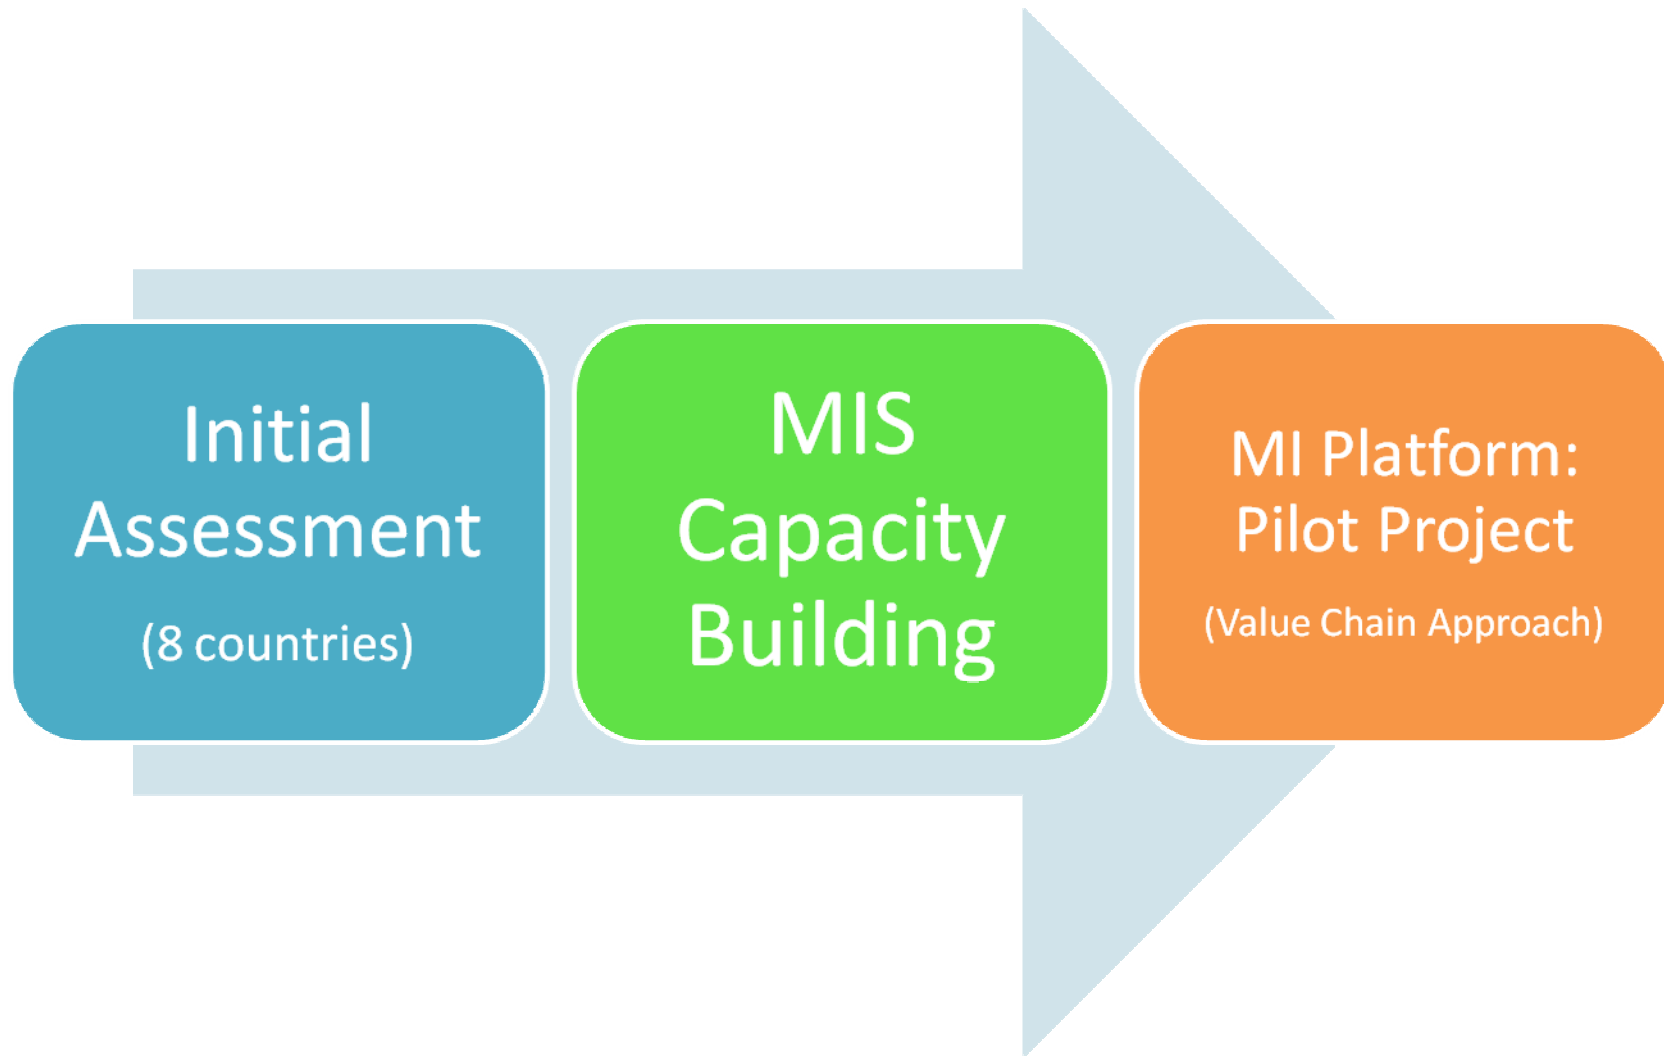 Initial
Assessment
(8 countries)
MIS
Capacity
Building
MI Platform:
Pilot Project
(Value Chain Approach)